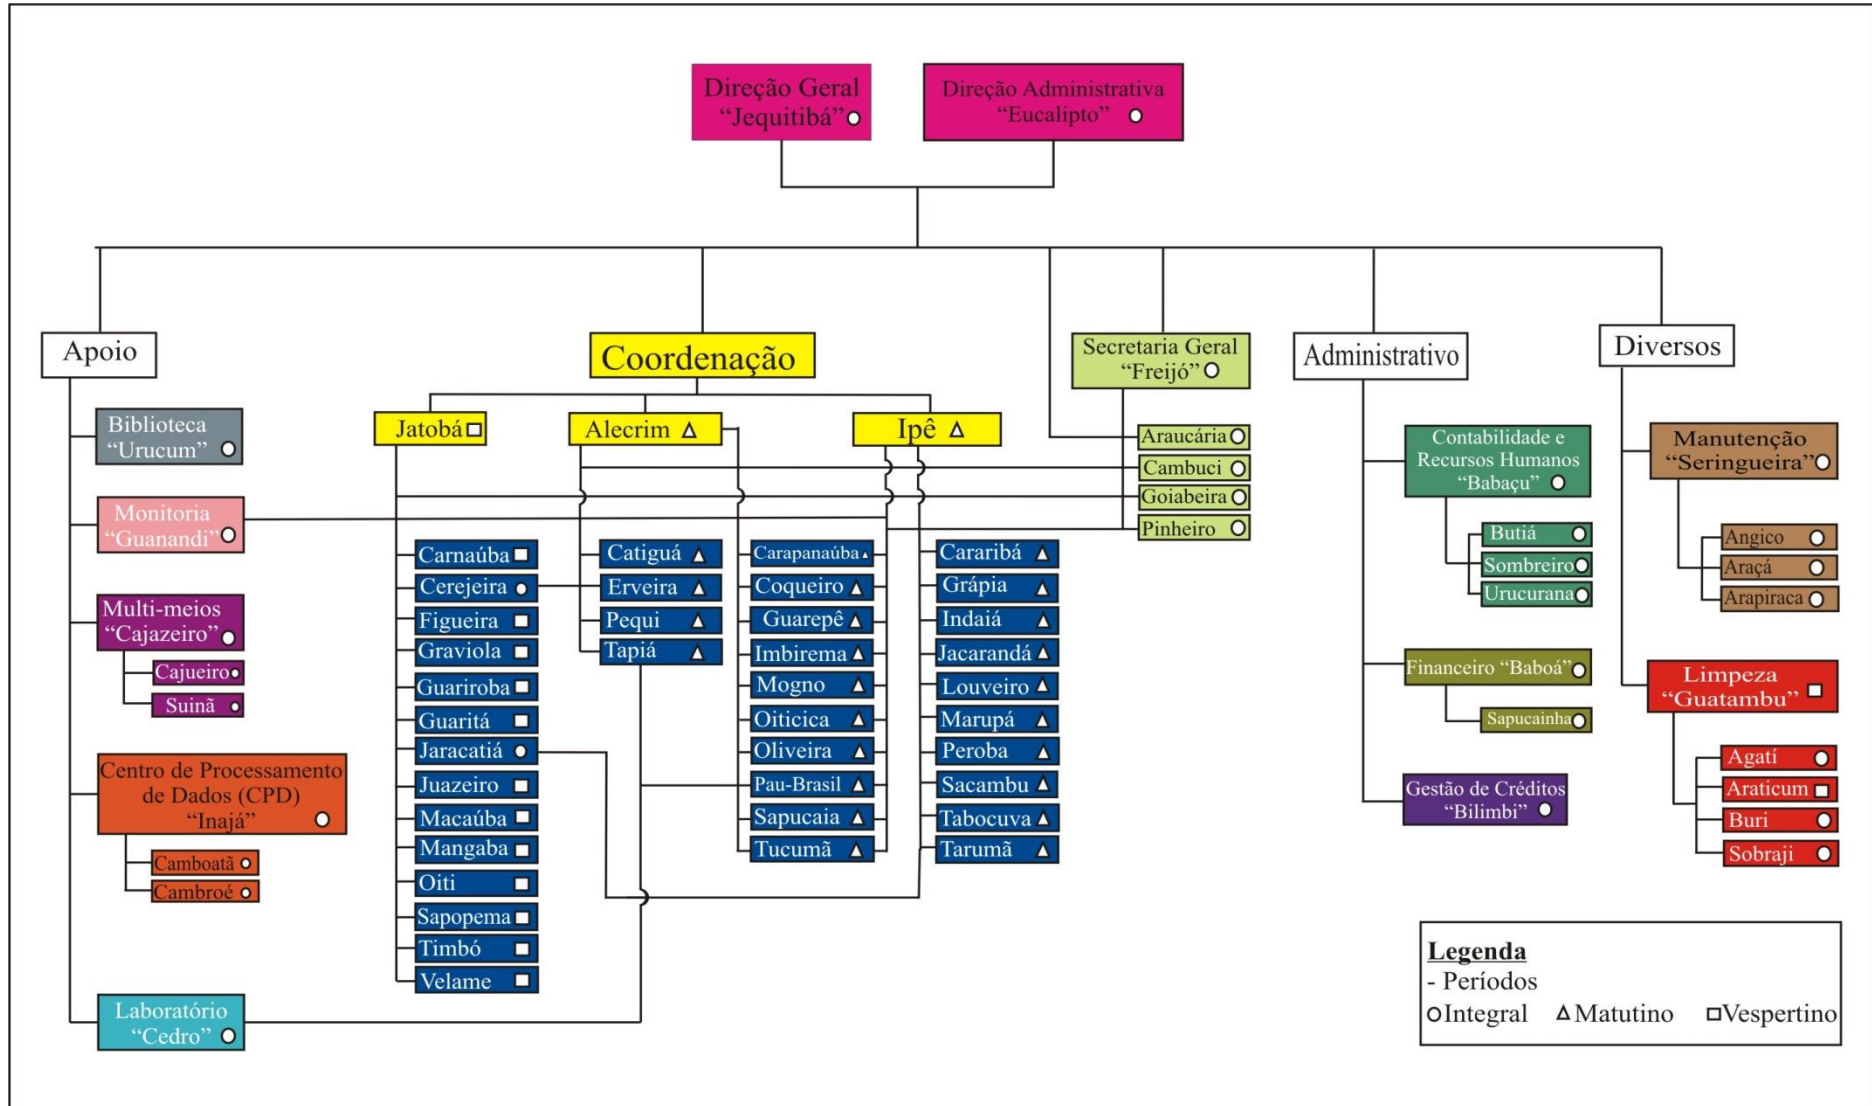 Direção Geral
“Jequitibá”
Direção Administrativa
“Eucalipto”
Apoio
Biblioteca
“Urucum”
Monitoria
“Guanandi”
Multi-meios
“Cajazeiro”
Cajueiro
Suinã
Centro de Processamento
de Dados (CPD)
“Inajá”
Camboatã
Cambroé
Laboratório
“Cedro”
Coordenação
Jatobá
Carnaúba
Cerejeira
Figueira
Graviola
Guariroba
Guaritá
Jaracatiá
Juazeiro
Macaúba
Mangaba
Oiti
Sapopema
Timbó
Velame
Alecrim
Catiguá
Erveira
Pequi
Tapiá
Carapanaúba
Coqueiro
Guarepê
Imbirema
Mogno
Oiticica
Oliveira
Pau-Brasil
Sapucaia
Tucumã
Ipê
Cararibá
Grápia
Indaiá
Jacarandá
Louveiro
Marupá
Peroba
Sacambu
Tabocuva
Tarumã
Secretaria Geral
“Freijó”
Araucária
Cambuci
Goiabeira
Pinheiro
Administrativo
Contabilidade e
Recursos Humanos
“Babaçu”
Butiá
Sombreiro
Urucurana
Financeiro “Baboá”
Sapucainha
Gestão de Créditos
“Bilimbi”
Diversos
Manutenção
“Seringueira”
Angico
Araçá
Arapiraca
Limpeza
“Guatambu”
Agatí
Araticum
Buri
Sobraji
Legenda
- Períodos
Integral Matutino Vespertino